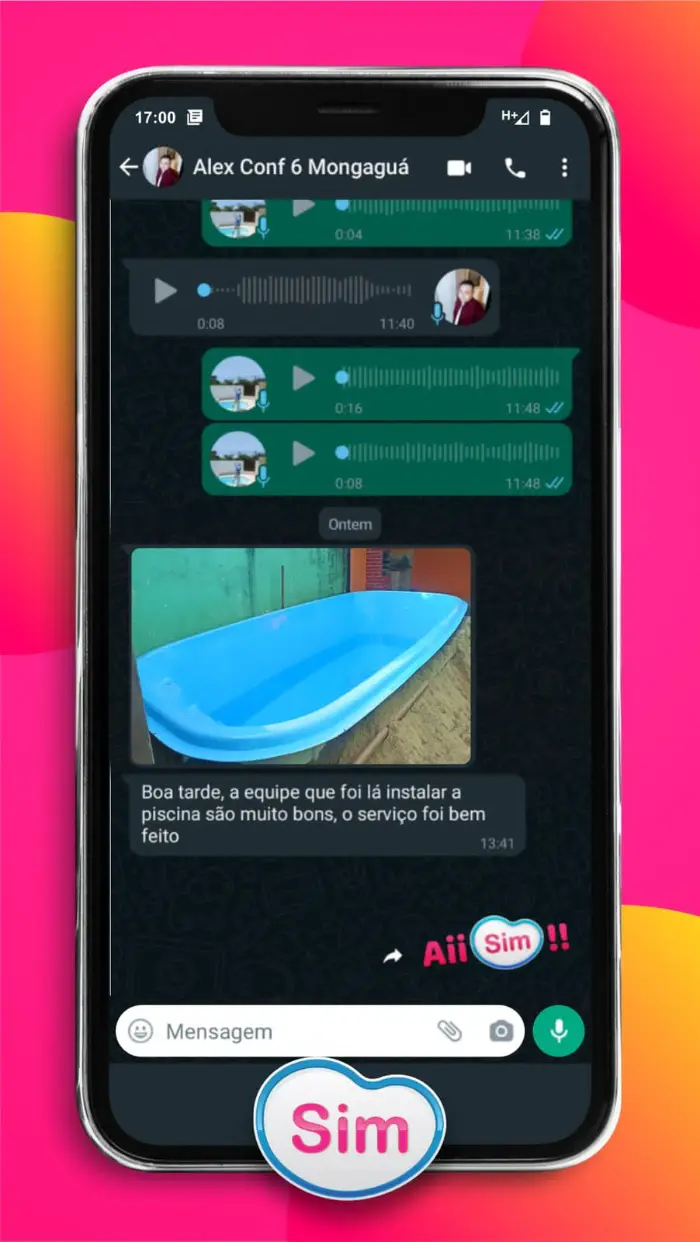 17:00
H+
Alex Conf 6 Mongaguá
0:04 11:38
0:08 11:40
0:16 11:48
0:08 11:48
Ontem
Boa tarde, a equipe que foi lá instalar a
piscina são muito bons, o serviço foi bem
feito
13:41
Aii Sim !!
Mensagem
Sim